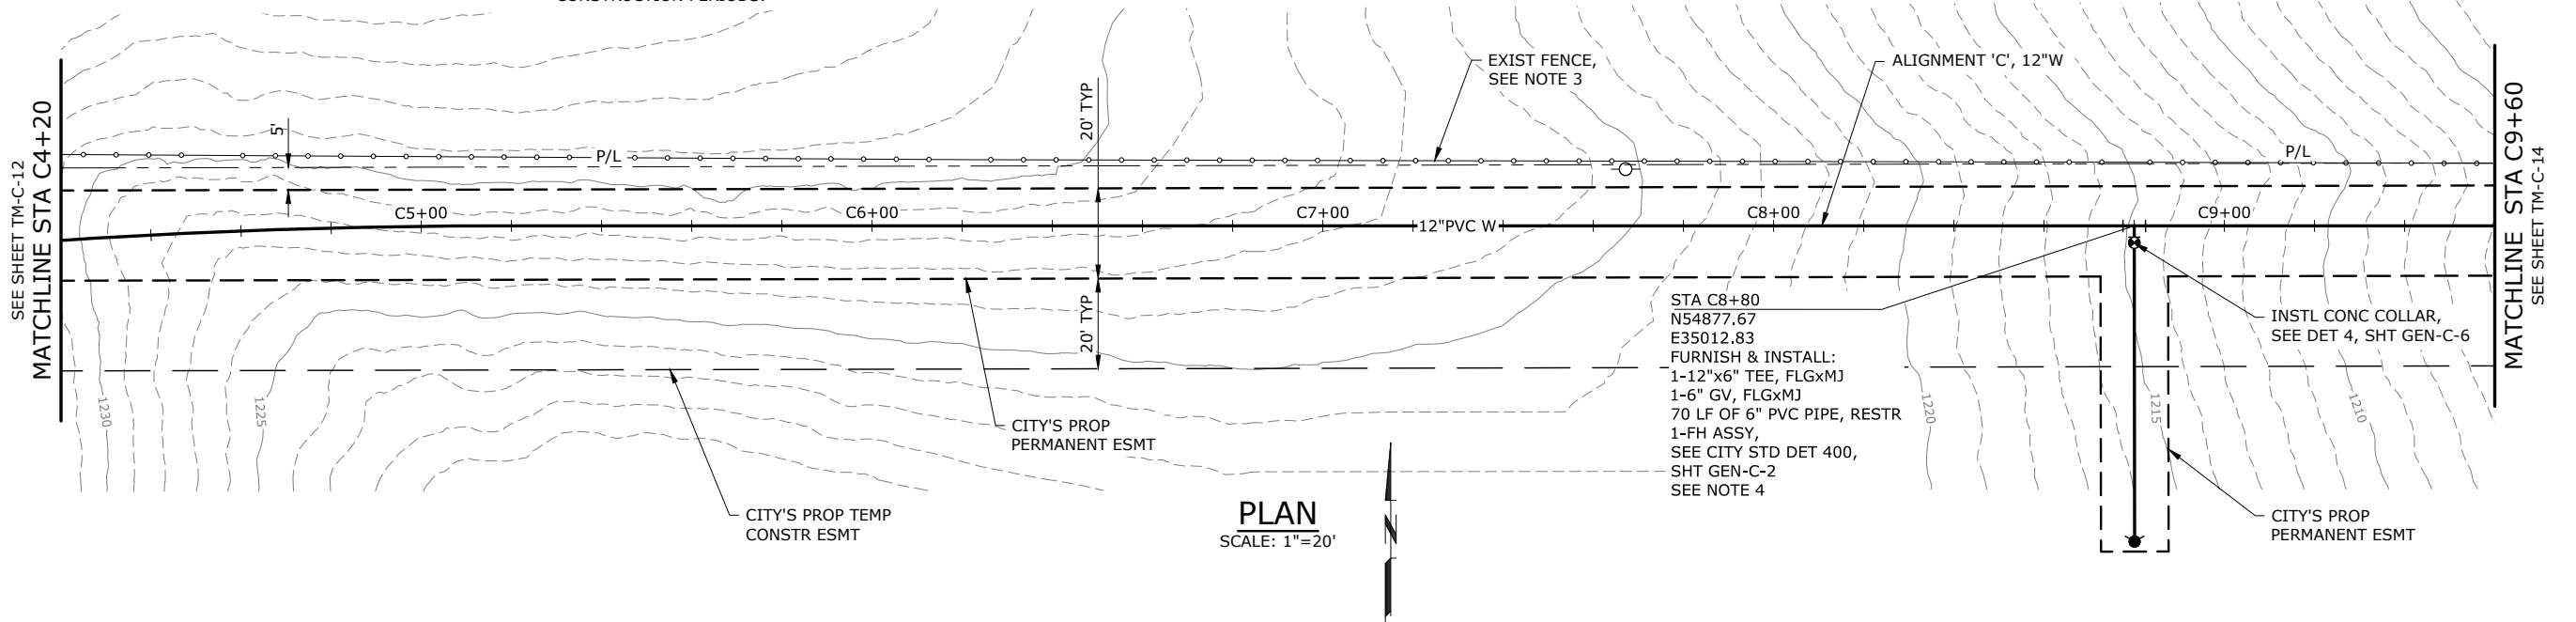 SEE SHEET TM-C-12
MATCHLINE STA C4+20
5'
P/L
20' TYP
EXIST FENCE,
SEE NOTE 3
ALIGNMENT 'C', 12"W
P/L
C5+00
C6+00
C7+00
C8+00
C9+00
12"PVC W
20' TYP
STA C8+80
N54877.67
E35012.83
FURNISH & INSTALL:
1-12"x6" TEE, FLGxMJ
1-6" GV, FLGxMJ
70 LF OF 6" PVC PIPE, RESTR
1-FH ASSY,
SEE CITY STD DET 400,
SHT GEN-C-2
SEE NOTE 4
INSTL CONC COLLAR,
SEE DET 4, SHT GEN-C-6
1230
1225
1220
1215
1210
CITY'S PROP
PERMANENT ESMT
CITY'S PROP TEMP
CONSTR ESMT
CITY'S PROP
PERMANENT ESMT
PLAN
SCALE: 1"=20'
N
MATCHLINE STA C9+60
SEE SHEET TM-C-14